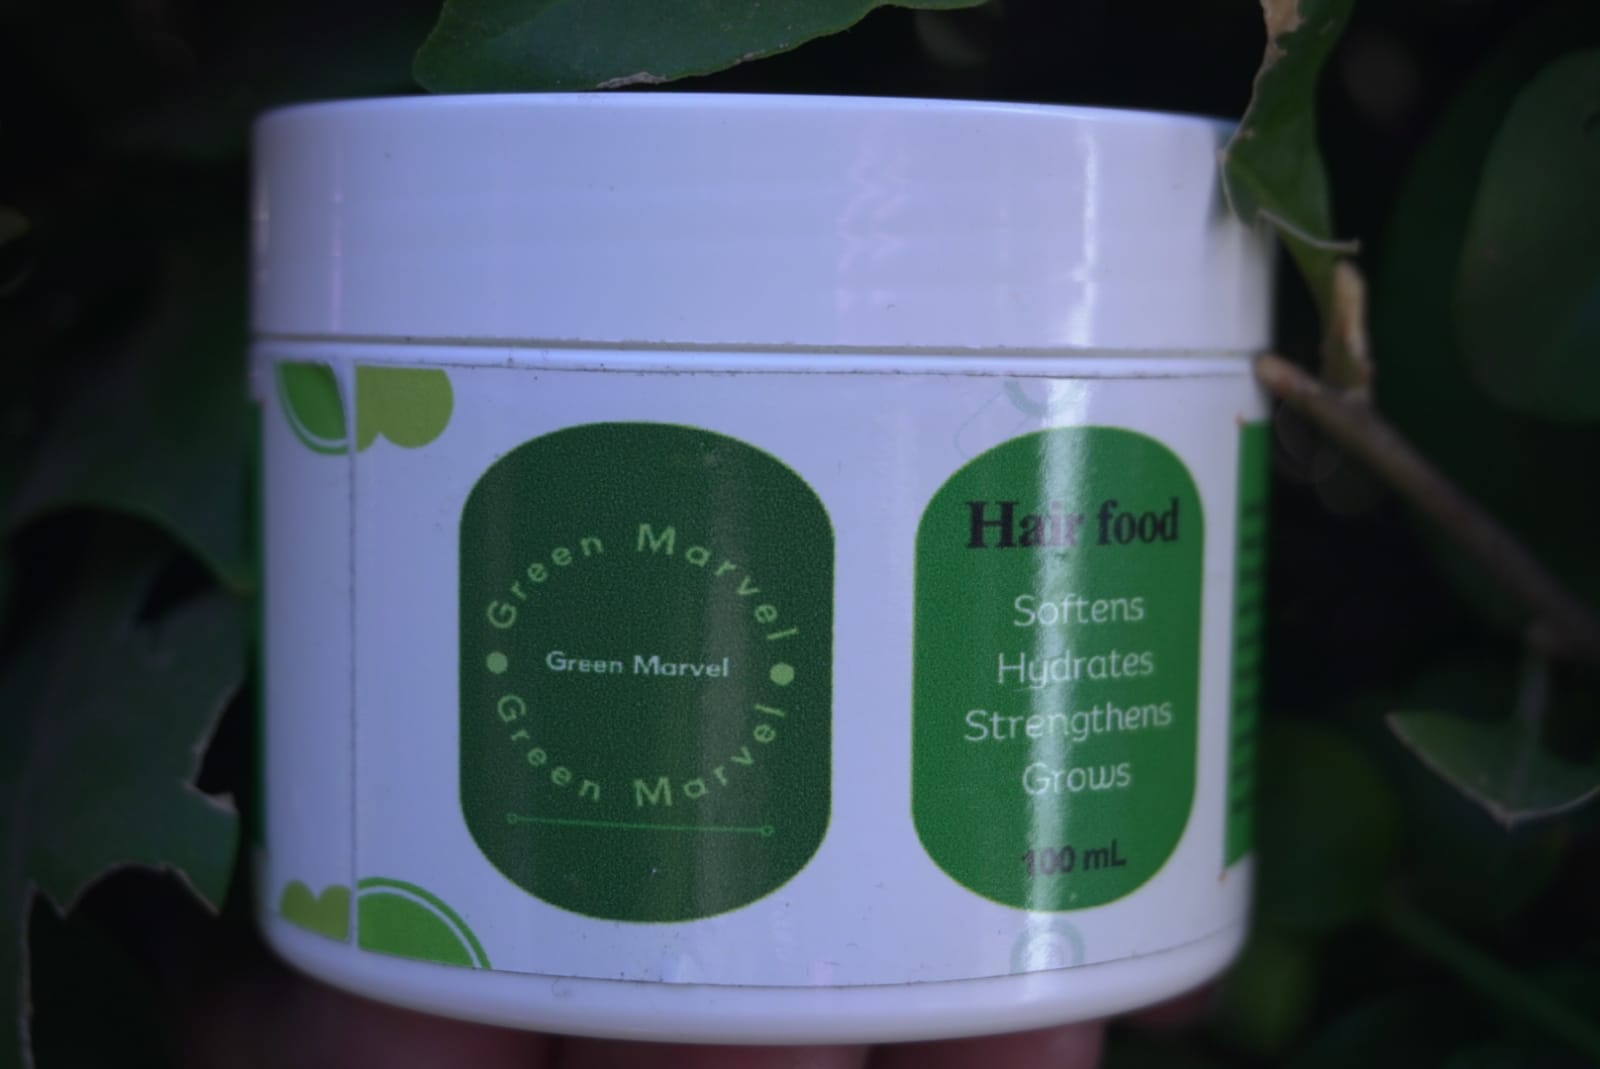 Green Marvel
Green Marvel
Green Marvel
Hair food
Softens
Hydrates
Strengthens
Grows
100 mL